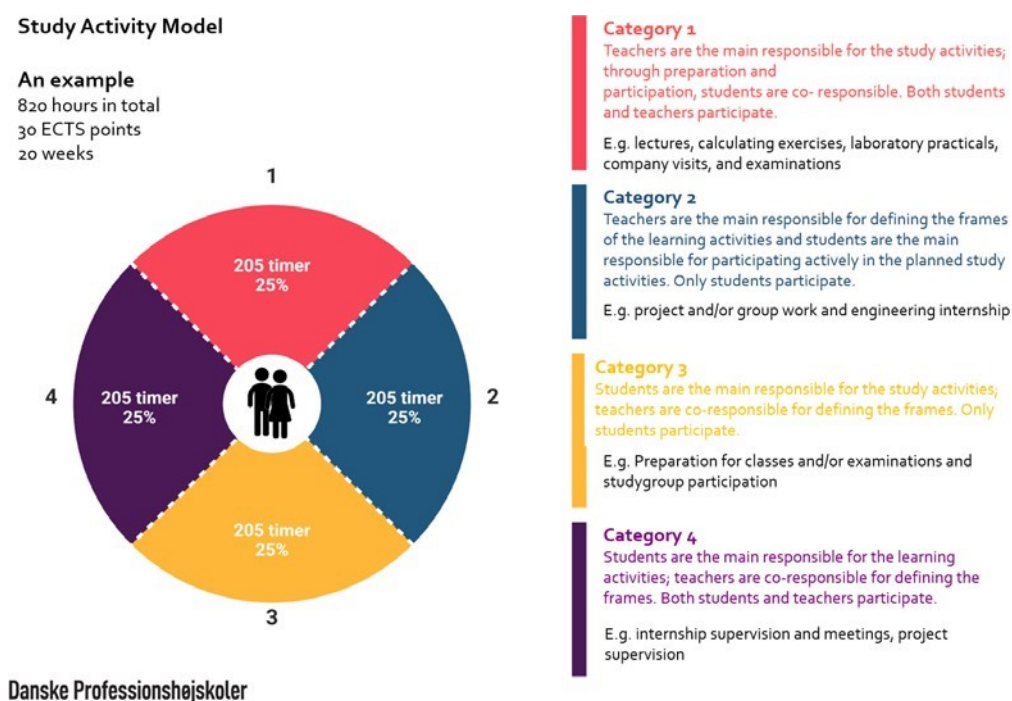 Study Activity Model
An example
820 hours in total
30 ECTS points
20 weeks
1
205 timer
25%
4
205 timer
25%
205 timer
25%
2
205 timer
25%
3
Danske Professionshøjskoler
Category 1
Teachers are the main responsible for the study activities;
through preparation and
participation, students are co- responsible. Both students
and teachers participate.
E.g. lectures, calculating exercises, laboratory practicals,
company visits, and examinations
Category 2
Teachers are the main responsible for defining the frames
of the learning activities and students are the main
responsible for participating actively in the planned study
activities. Only students participate.
E.g. project and/or group work and engineering internship
Category 3
Students are the main responsible for the study activities;
teachers are co-responsible for defining the frames. Only
students participate.
E.g. Preparation for classes and/or examinations and
studygroup participation
Category 4
Students are the main responsible for the learning
activities; teachers are co-responsible for defining the
frames. Both students and teachers participate.
E.g. internship supervision and meetings, project
supervision